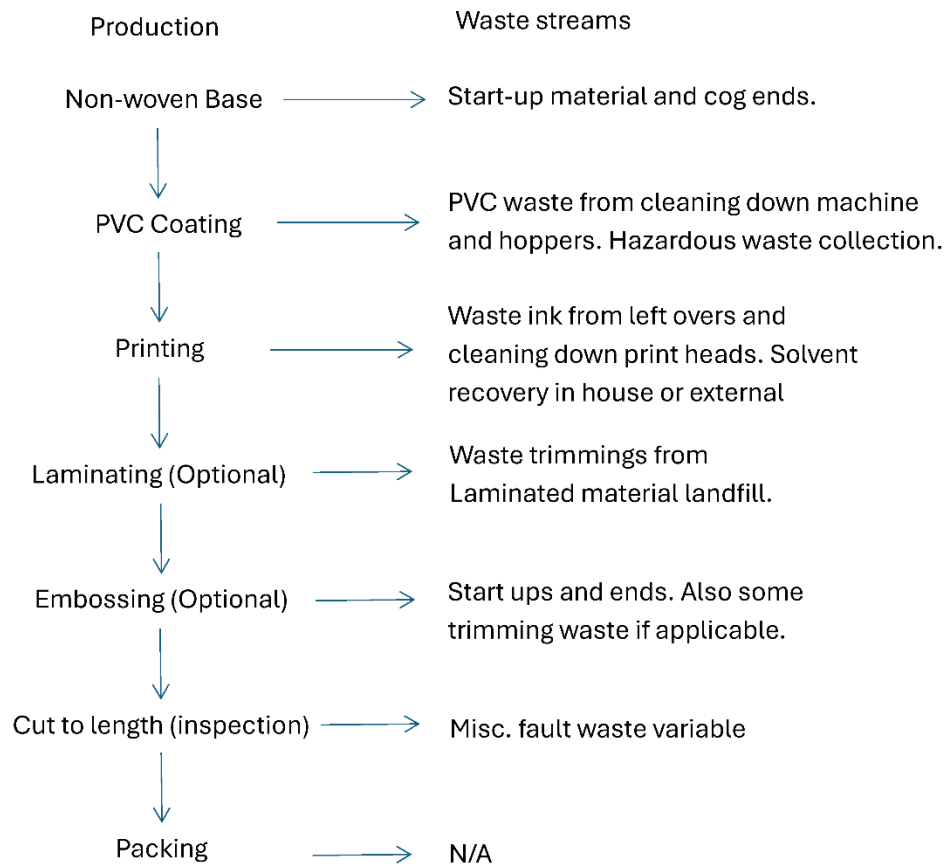 Production
Waste streams
Non-woven Base
Start-up material and cog ends.
PVC Coating
PVC waste from cleaning down machine
and hoppers. Hazardous waste collection.
Printing
Waste ink from left overs and
cleaning down print heads. Solvent
recovery in house or external
Laminating (Optional)
Waste trimmings from
Laminated material landfill.
Embossing (Optional)
Start ups and ends. Also some
trimming waste if applicable.
Cut to length (inspection)
Misc. fault waste variable
Packing
N/A